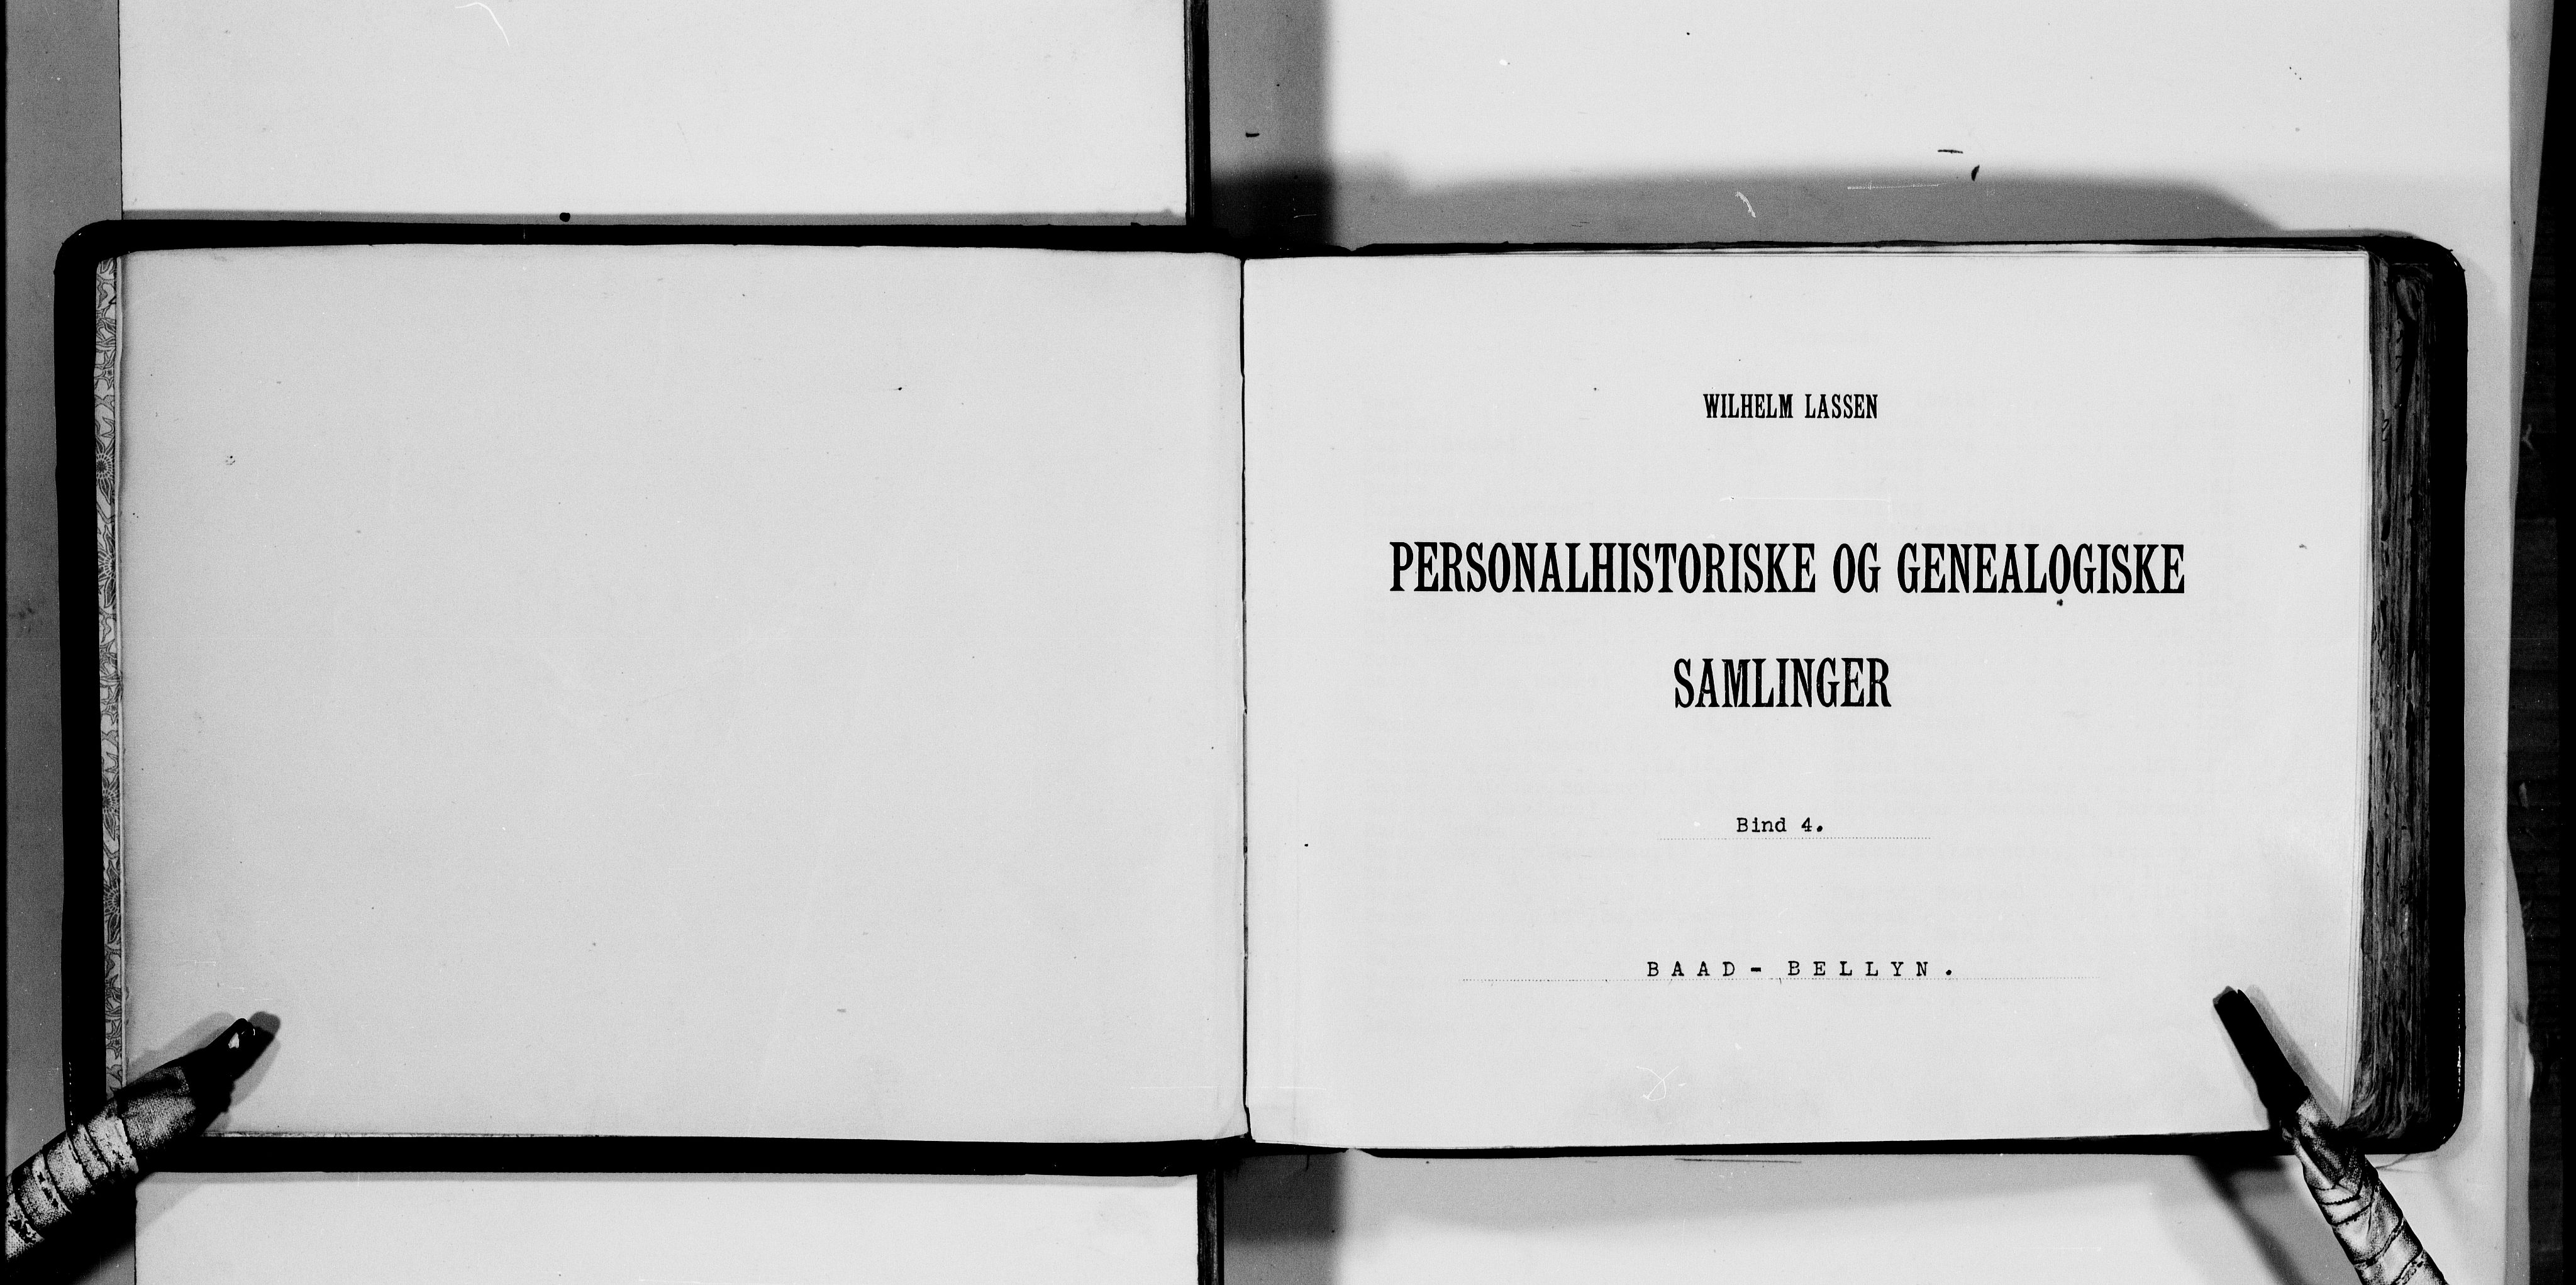 WILHELM LASSEN
PERSONALHISTORISKE OG GENEALOGISKE
SAMLINGER
Bind 4.
BAAD - BELLYN.